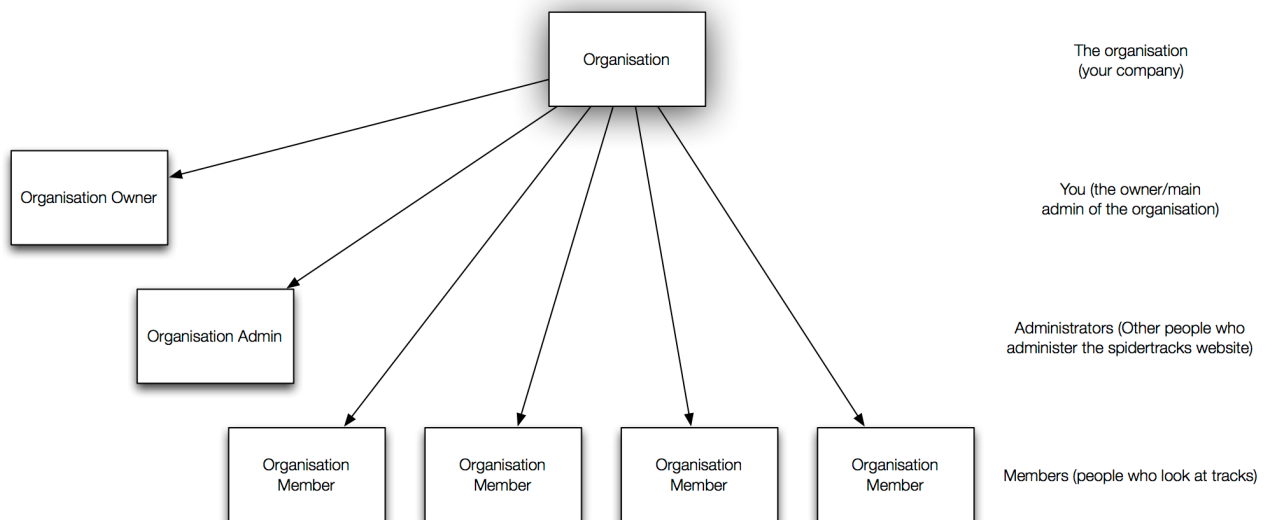 Organisation
The organisation
(your company)
Organisation Owner
You (the owner/main
admin of the organisation)
Organisation Admin
Administrators (Other people who
administer the spidertracks website)
Organisation
Member
Organisation
Member
Organisation
Member
Organisation
Member
Members (people who look at tracks)